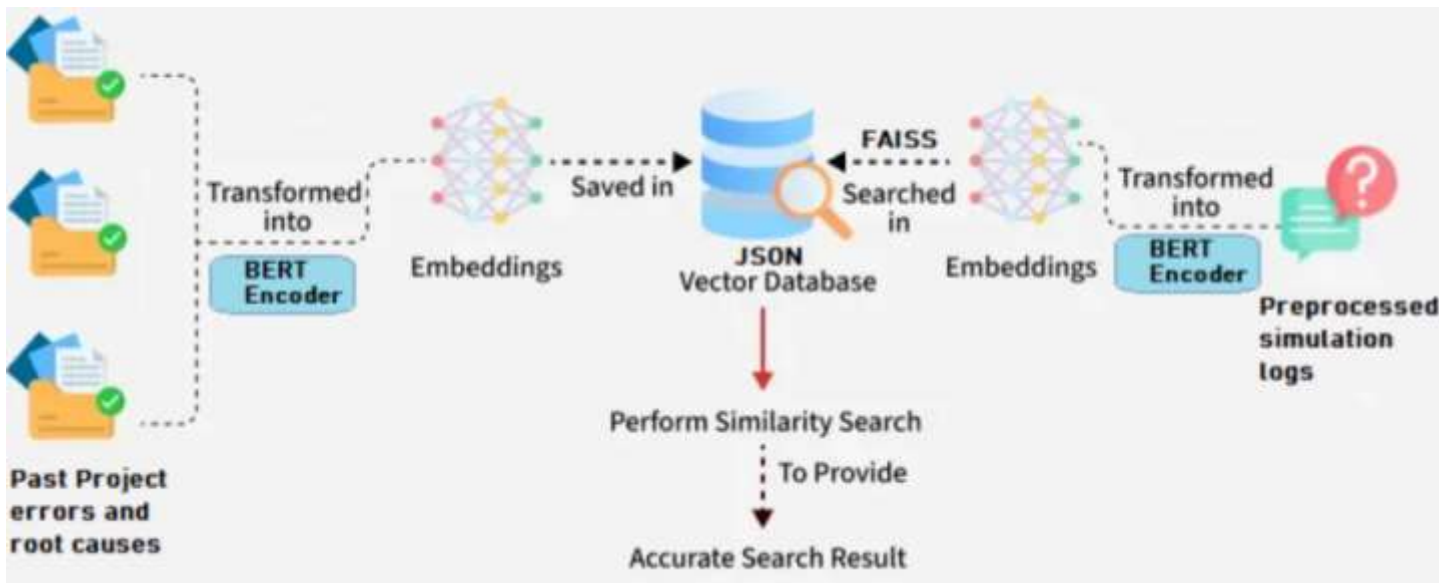 Transformed
into
BERT
Encoder
Past Project
errors and
root causes
Embeddings
Saved in
JSON
Vector Database
FAISS
Searched
in
Embeddings
Transformed
into
BERT
Encoder
?
Preprocessed
simulation
logs
Perform Similarity Search
To Provide
Accurate Search Result